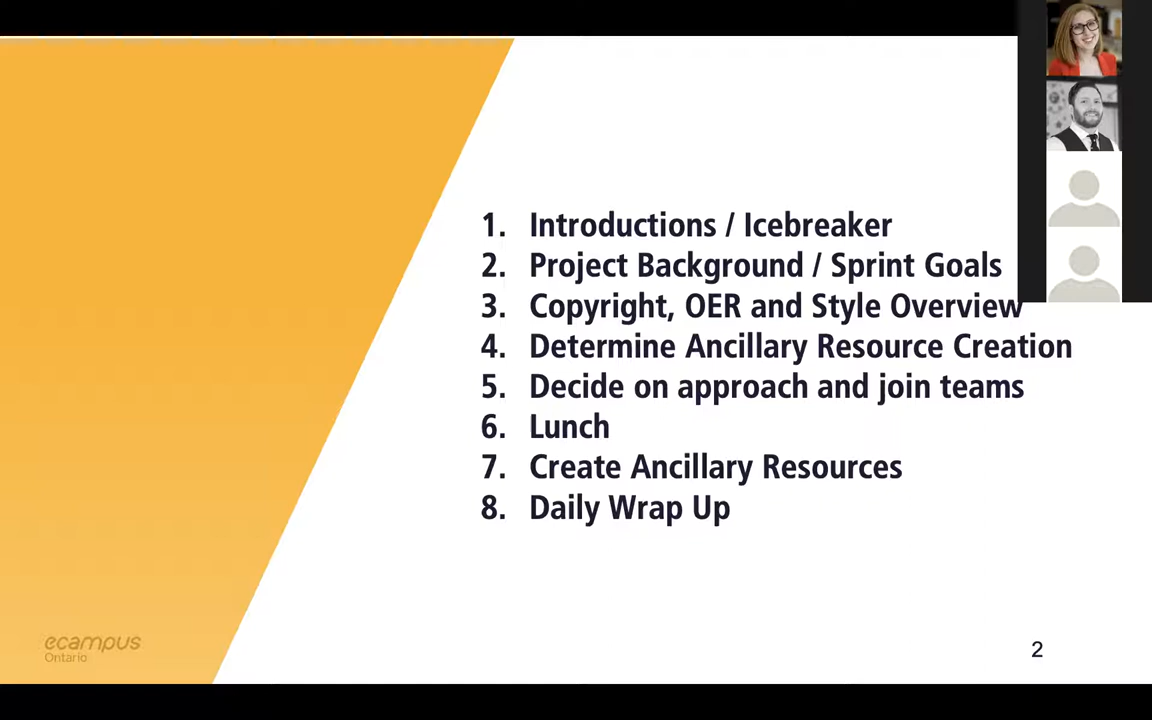 1. Introductions / Icebreaker
2. Project Background / Sprint Goals
3. Copyright, OER and Style Overview
4. Determine Ancillary Resource Creation
5. Decide on approach and join teams
6. Lunch
7. Create Ancillary Resources
8. Daily Wrap Up
ecampus
Ontario
2